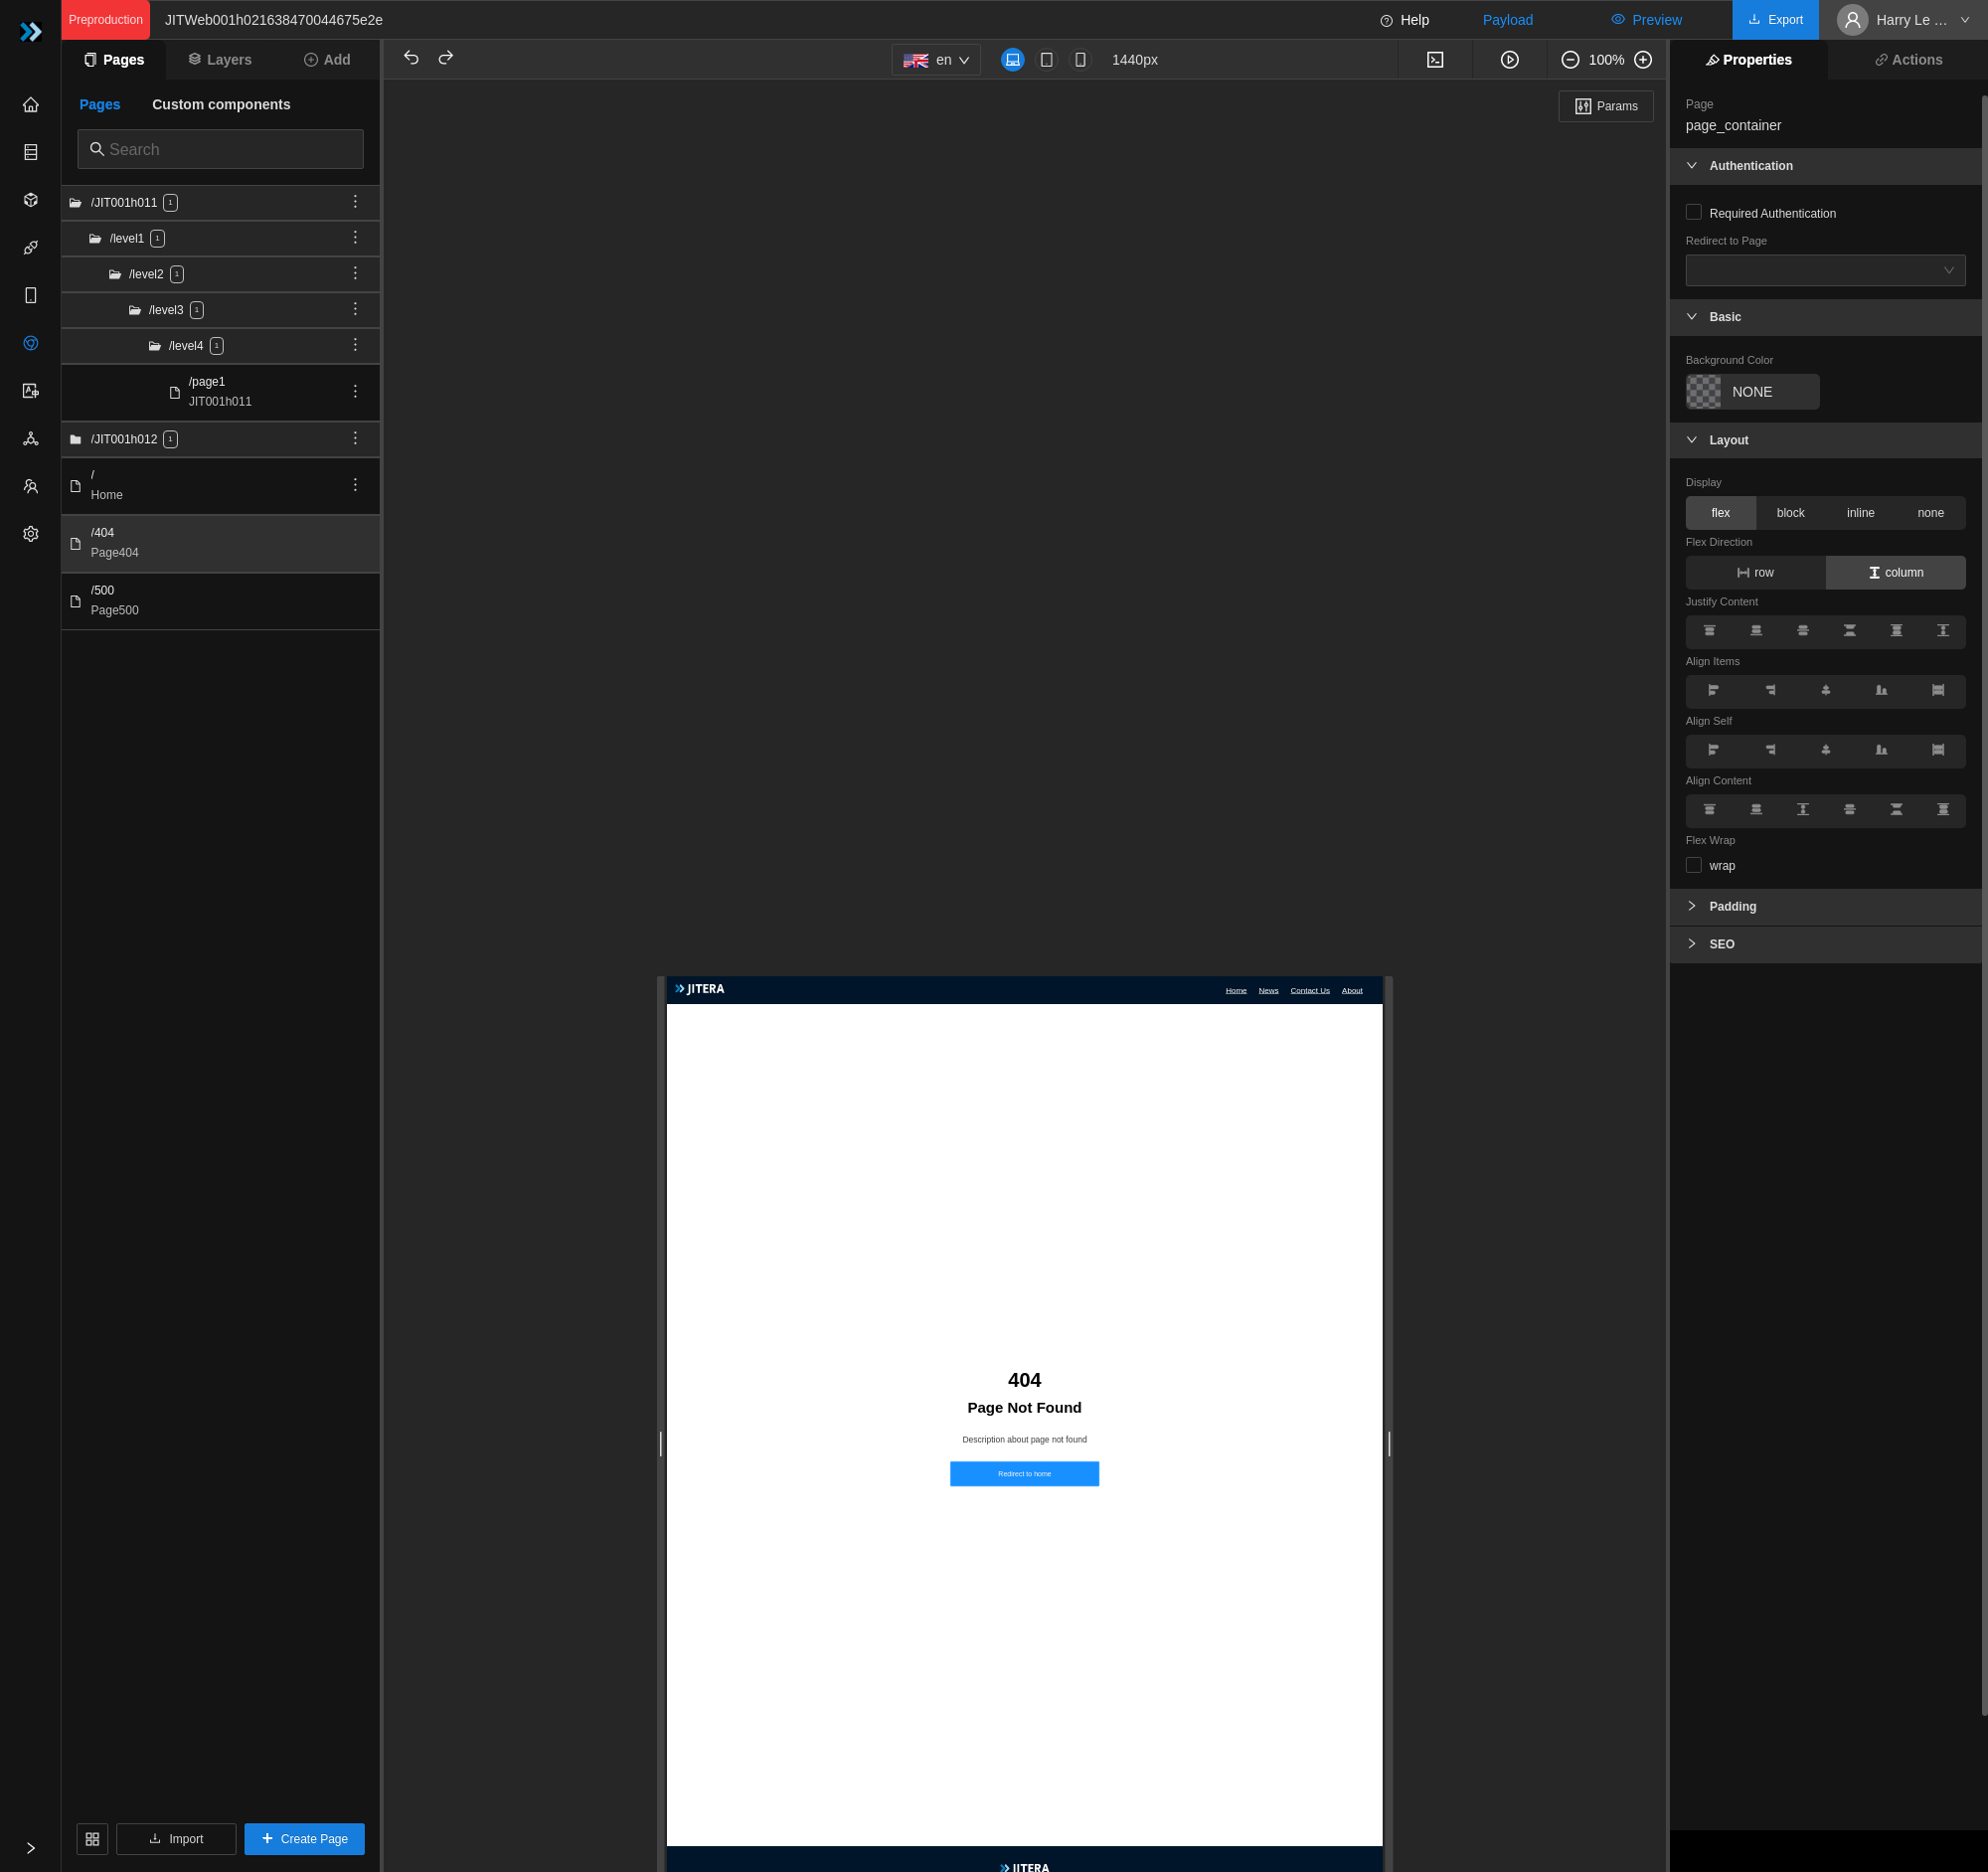 Preproduction
JITWeb001h021638470044675e2e
Help
Payload
Preview
Export
Harry Le ...
Pages
Layers
Add
en
1440px
100%
Properties
Actions
Pages
Custom components
Search
Params
/JIT001h011 1
/level1 1
/level2 1
/level3 1
/level4 1
/page1
JIT001h011
/JIT001h012 1
/
Home
/404
Page404
/500
Page500
Import
Create Page
JITERA
Home News Contact Us About
404
Page Not Found
Description about page not found
Redirect to home
JITERA
Page
page_container
Authentication
Required Authentication
Redirect to Page
Basic
Background Color
NONE
Layout
Display
flex block inline none
Flex Direction
row column
Justify Content
Align Items
Align Self
Align Content
Flex Wrap
wrap
Padding
SEO